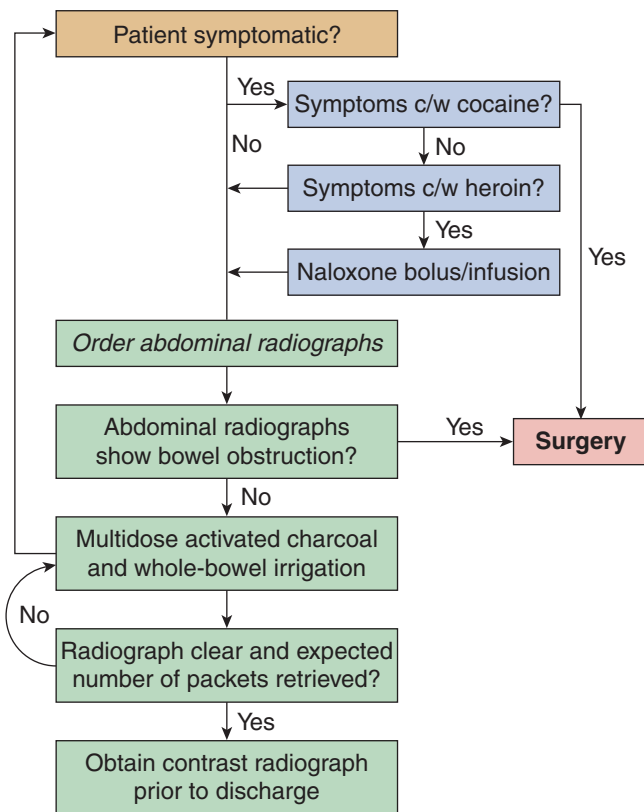 Patient symptomatic?
Yes
Symptoms c/w cocaine?
No
No
Symptoms c/w heroin?
Yes
Yes
Naloxone bolus/infusion
Order abdominal radiographs
Abdominal radiographs
show bowel obstruction?
Yes
Surgery
No
Multidose activated charcoal
and whole-bowel irrigation
No
Radiograph clear and expected
number of packets retrieved?
Yes
Obtain contrast radiograph
prior to discharge